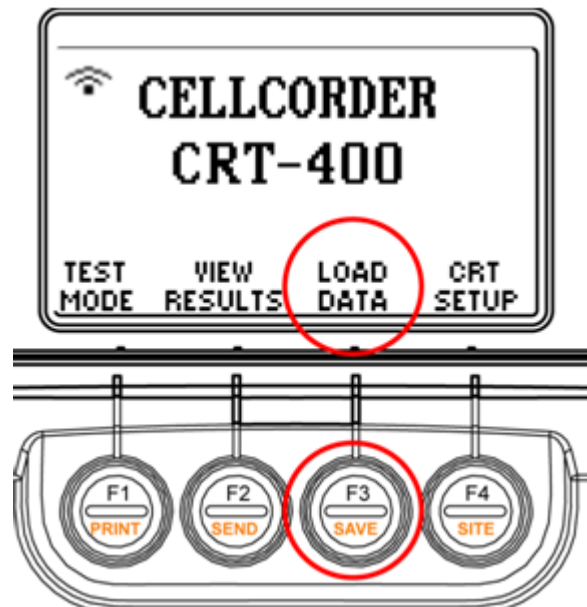 CELLCORDER
CRT-400
TEST VIEW LOAD CRT
MODE RESULTS DATA SETUP
F1 F2 F3 F4
PRINT SEND SAVE SITE